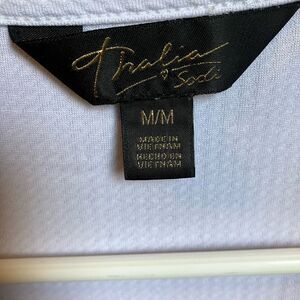 Thalia
Sodi
M/M
MADE IN
VIETNAM
HECHO EN
VIETNAM